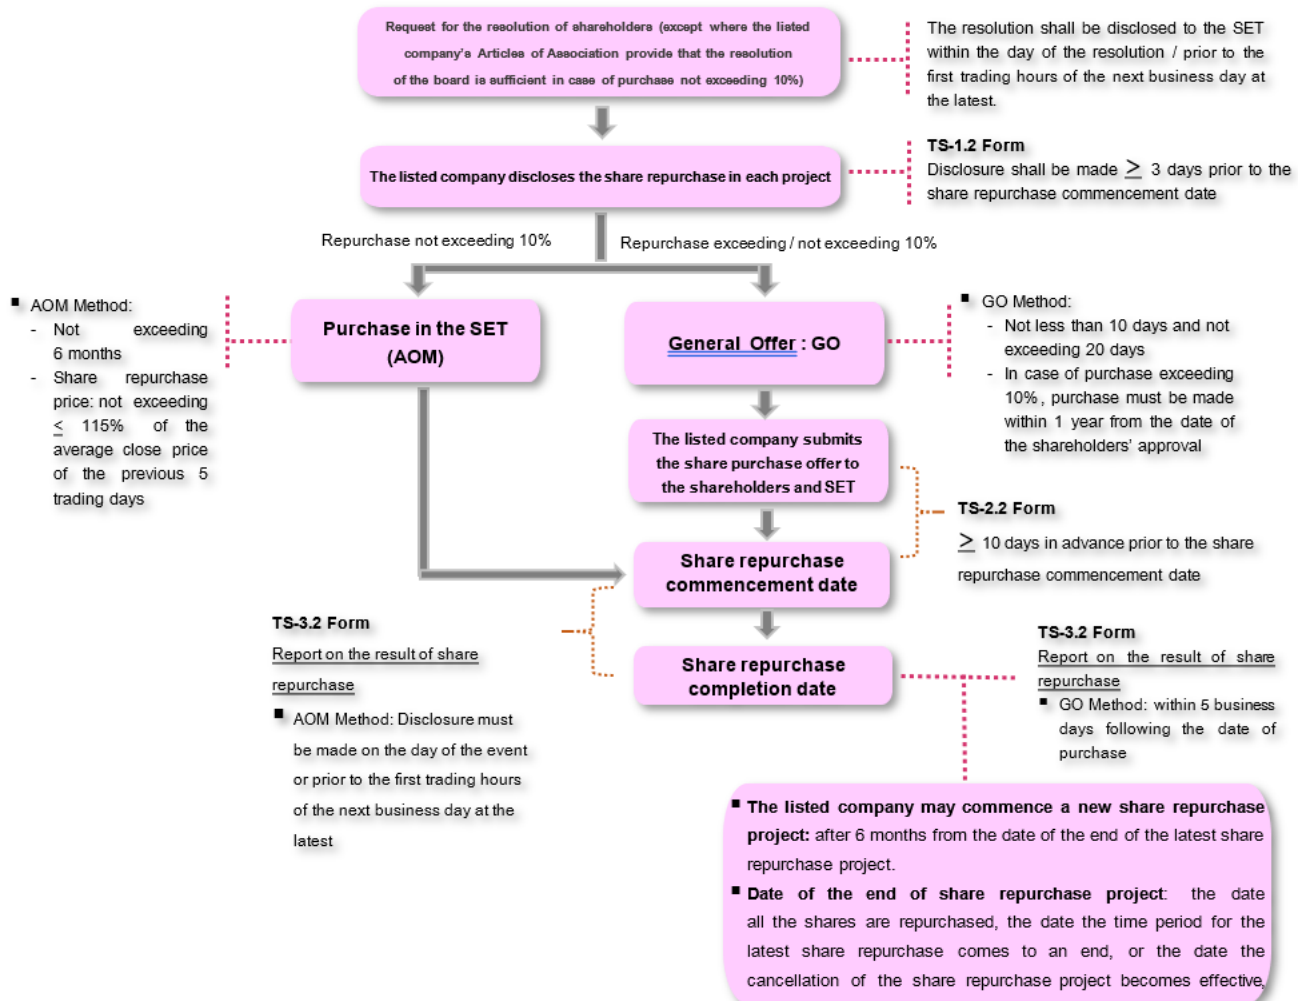 Request for the resolution of shareholders (except where the listed
company's Articles of Association provide that the resolution
of the board is sufficient in case of purchase not exceeding 10%)
The resolution shall be disclosed to the SET
within the day of the resolution / prior to the
first trading hours of the next business day at
the latest.
The listed company discloses the share repurchase in each project
TS-1.2 Form
Disclosure shall be made ≥ 3 days prior to the
share repurchase commencement date
Repurchase not exceeding 10%
Repurchase exceeding / not exceeding 10%
▪ AOM Method:
- Not exceeding
6 months
- Share repurchase
price: not exceeding
≤ 115% of the
average close price
of the previous 5
trading days
Purchase in the SET
(AOM)
General Offer : GO
▪ GO Method:
- Not less than 10 days and not
exceeding 20 days
- In case of purchase exceeding
10%, purchase must be made
within 1 year from the date of
the shareholders' approval
The listed company submits
the share purchase offer to
the shareholders and SET
TS-2.2 Form
≥ 10 days in advance prior to the share
repurchase commencement date
Share repurchase
commencement date
TS-3.2 Form
Report on the result of share
repurchase
▪ AOM Method: Disclosure must
be made on the day of the event
or prior to the first trading hours
of the next business day at the
latest
Share repurchase
completion date
TS-3.2 Form
Report on the result of share
repurchase
▪ GO Method: within 5 business
days following the date of
purchase
▪ The listed company may commence a new share repurchase
project: after 6 months from the date of the end of the latest share
repurchase project.
▪ Date of the end of share repurchase project: the date
all the shares are repurchased, the date the time period for the
latest share repurchase comes to an end, or the date the
cancellation of the share repurchase project becomes effective,